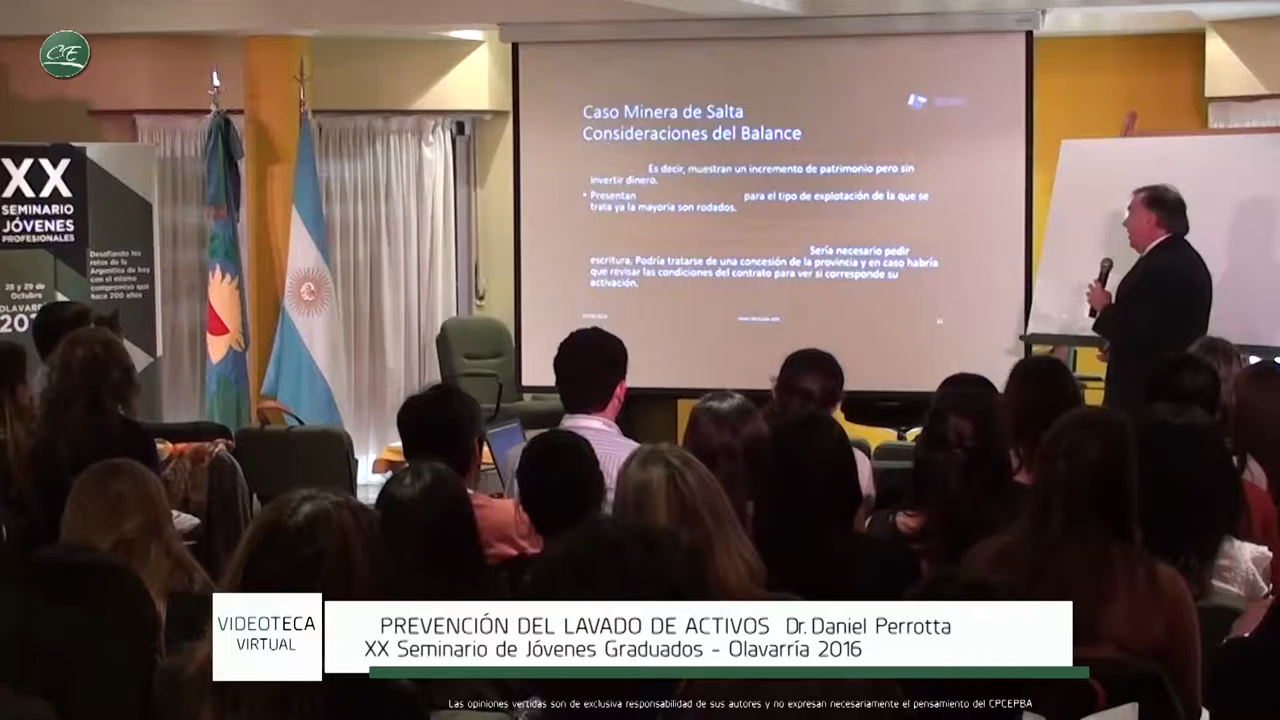 CE
XX
SEMINARIO
JÓVENES
PROFESIONALES
Desafiando los
retos de la
Argentina de hoy
con el mismo
compromiso que
hace 200 años
28 y 29 de
Octubre
OLAVARR
Caso Minera de Salta
Consideraciones del Balance
Es decir, muestran un incremento de patrimonio pero sin
invertir dinero.
• Presentan para el tipo de explotación de la que se
trata ya la mayoría son rodados.
Sería necesario pedir
escritura. Podría tratarse de una concesión de la provincia y en caso habría
que revisar las condiciones del contrato para ver si corresponde su
activación.
VIDEOTECA
VIRTUAL
PREVENCIÓN DEL LAVADO DE ACTIVOS Dr. Daniel Perrotta
XX Seminario de Jóvenes Graduados - Olavarría 2016
Las opiniones vertidas son de exclusiva responsabilidad de sus autores y no expresan necesariamente el pensamiento del CPCEPBA